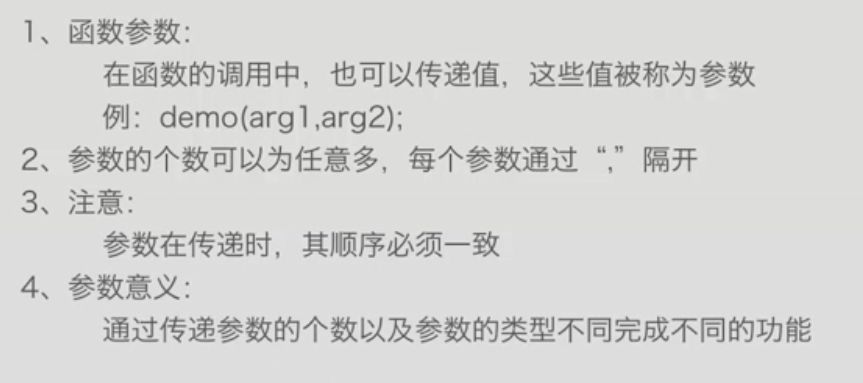 1、函数参数：
在函数的调用中，也可以传递值，这些值被称为参数
例：demo(arg1,arg2);
2、参数的个数可以为任意多，每个参数通过“,”隔开
3、注意：
参数在传递时，其顺序必须一致
4、参数意义：
通过传递参数的个数以及参数的类型不同完成不同的功能